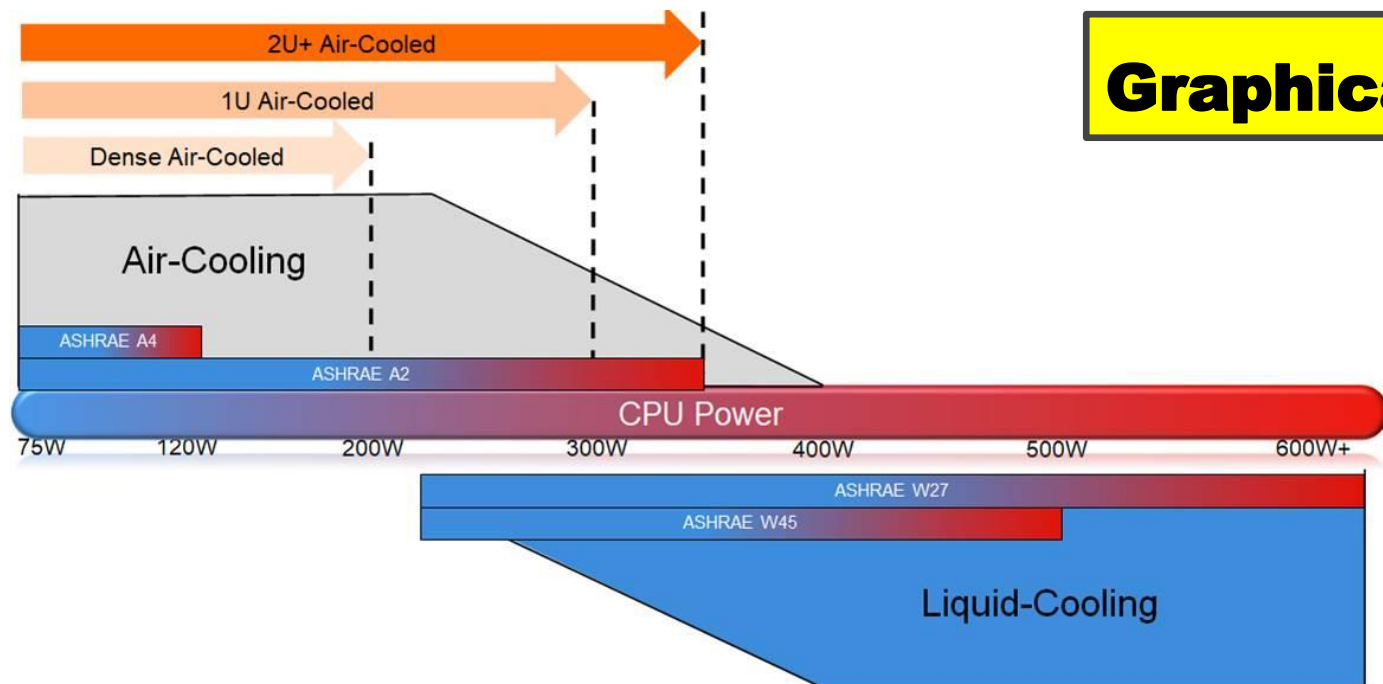 2U+ Air-Cooled
1U Air-Cooled
Dense Air-Cooled
Air-Cooling
ASHRAE A4
ASHRAE A2
CPU Power
75W 120W 200W 300W 400W 500W 600W+
ASHRAE W27
ASHRAE W45
Liquid-Cooling